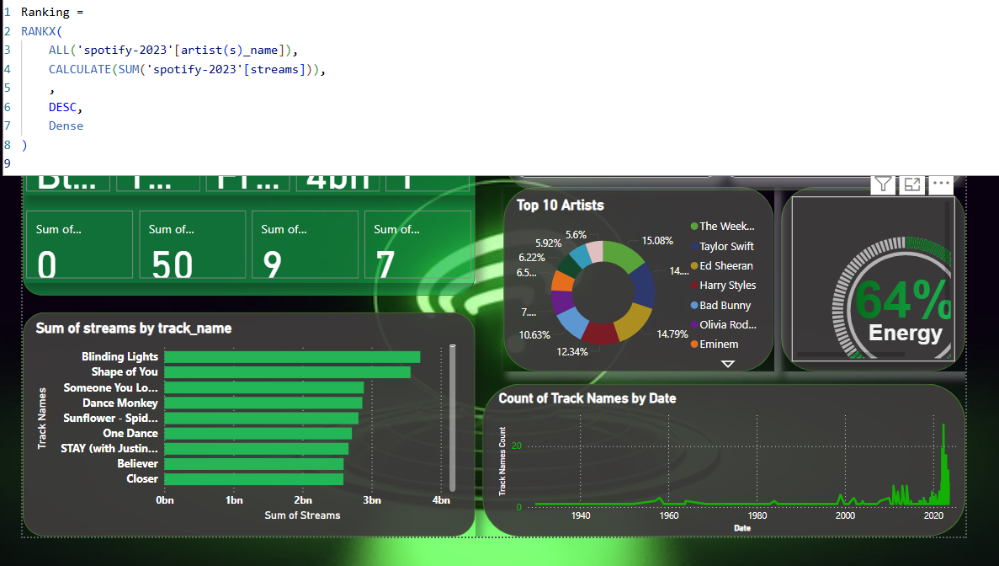 1 Ranking =
2 RANKX(
3 ALL('spotify-2023'[artist(s)_name]),
4 CALCULATE(SUM('spotify-2023'[streams])),
5 ,
6 DESC,
7 Dense
8 )
9
4bn
Sum of...
0
Sum of...
50
Sum of...
9
Sum of...
7
Top 10 Artists
5.6%
5.92%
6.22%
6.5...
7....
10.63%
12.34%
14.79%
14....
15.08%
The Week...
Taylor Swift
Ed Sheeran
Harry Styles
Bad Bunny
Olivia Rod...
Eminem
64%
Energy
Sum of streams by track_name
Track Names
Blinding Lights
Shape of You
Someone You Lo...
Dance Monkey
Sunflower - Spid...
One Dance
STAY (with Justin...
Believer
Closer
0bn 1bn 2bn 3bn 4bn
Sum of Streams
Count of Track Names by Date
Track Names Count
20
0
1940 1960 1980 2000 2020
Date